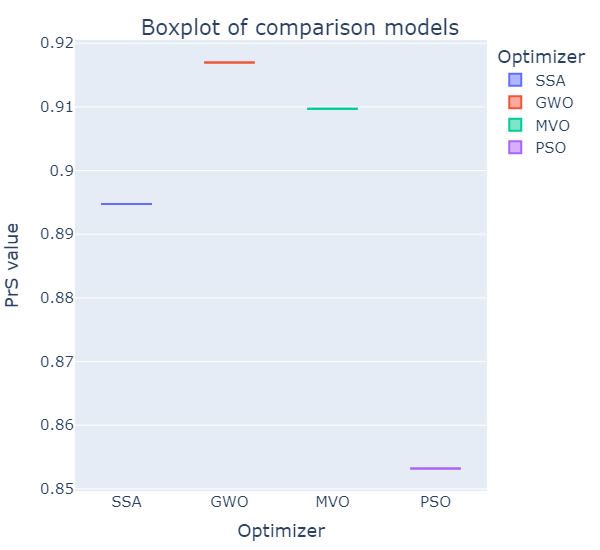 Boxplot of comparison models
0.92
0.91
0.9
0.89
0.88
0.87
0.86
0.85
PrS value
SSA
GWO
MVO
PSO
Optimizer
Optimizer
SSA
GWO
MVO
PSO